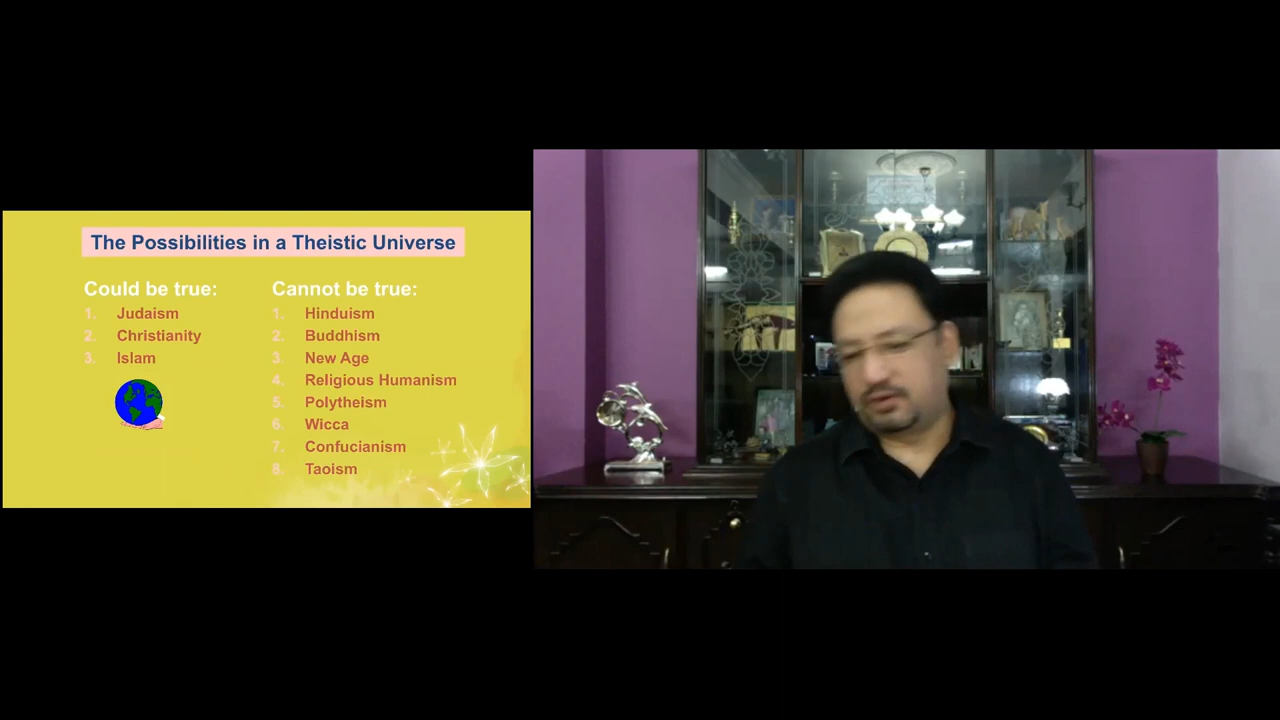 The Possibilities in a Theistic Universe
Could be true:
1. Judaism
2. Christianity
3. Islam
Cannot be true:
1. Hinduism
2. Buddhism
3. New Age
4. Religious Humanism
5. Polytheism
6. Wicca
7. Confucianism
8. Taoism